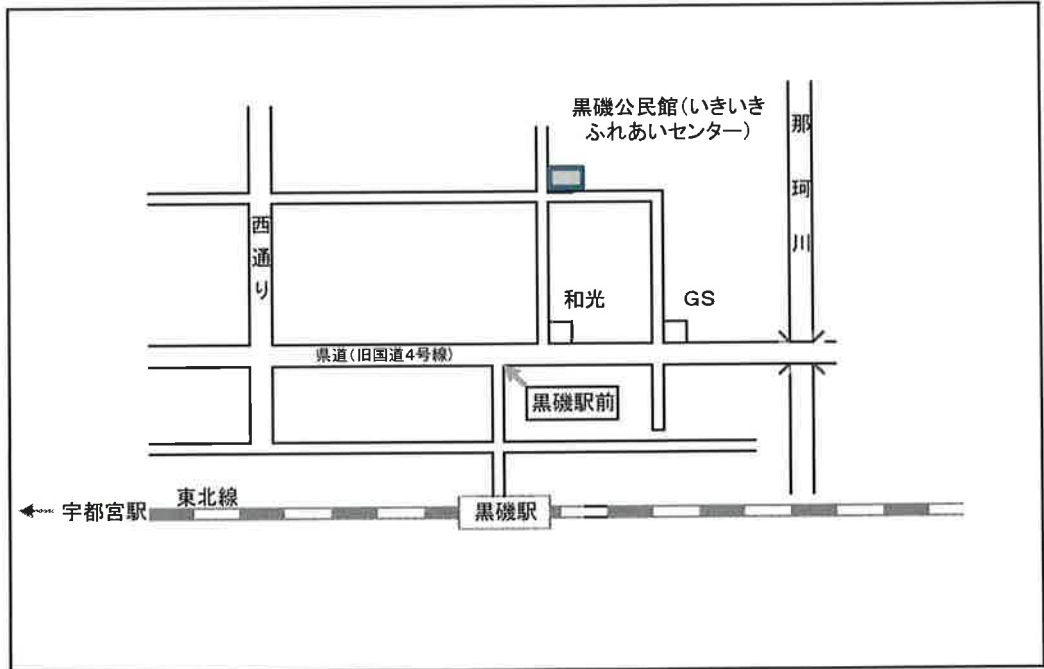 黒磯公民館(いきいき
ふれあいセンター)
那珂川
西通り
和光
GS
県道(旧国道4号線)
黒磯駅前
東北線
宇都宮駅
黒磯駅